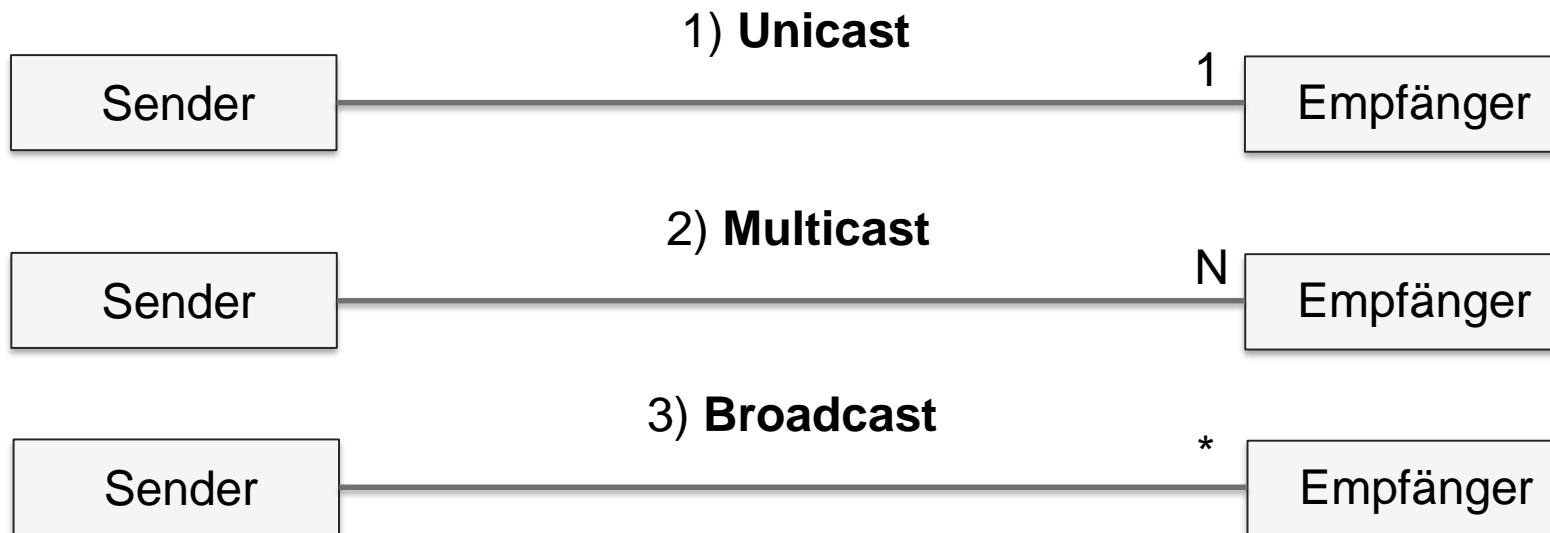 1) Unicast
Sender 1 Empfänger
2) Multicast
Sender N Empfänger
3) Broadcast
Sender * Empfänger